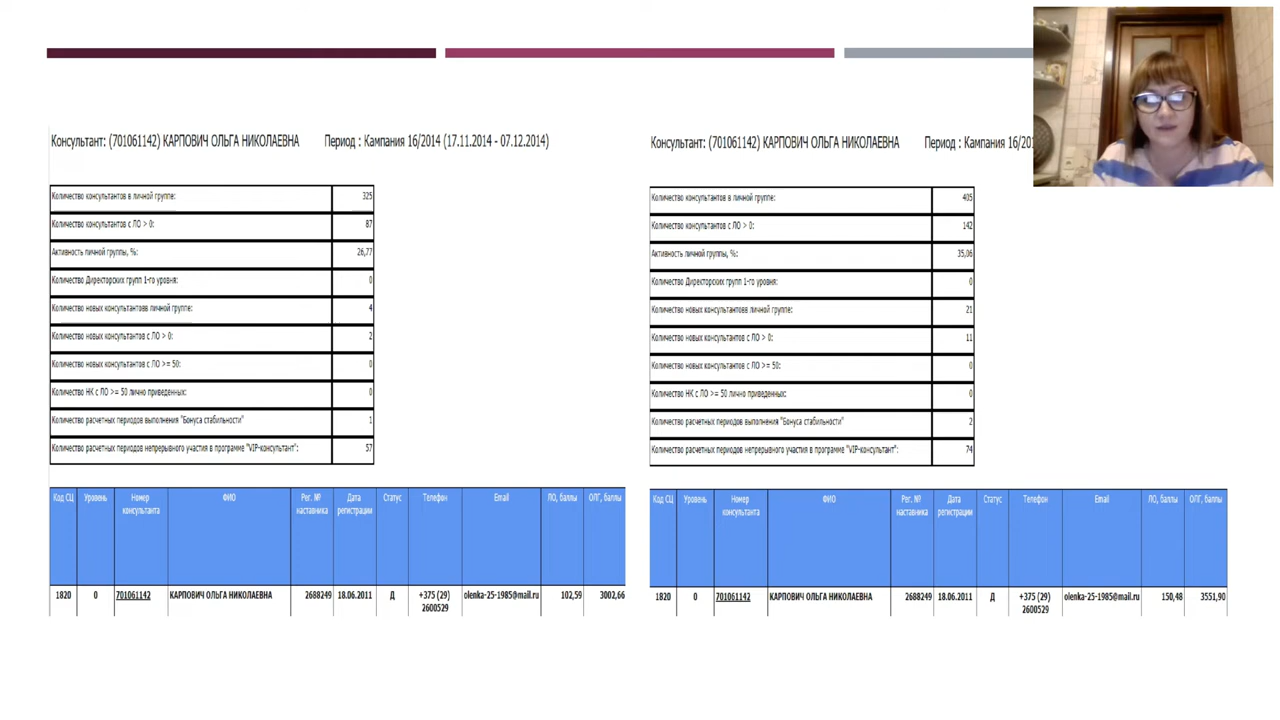 Консультант: (701061142) КАРПОВИЧ ОЛЬГА НИКОЛАЕВНА Период : Кампания 16/2014 (17.11.2014 - 07.12.2014)
Количество консультантов в личной группе: 325
Количество консультантов с ЛО > 0: 87
Активность личной группы, %: 26,77
Количество Директорских групп 1-го уровня: 0
Количество новых консультантовв личной группе: 4
Количество новых консультантов с ЛО > 0: 2
Количество новых консультантов с ЛО >= 50: 0
Количество НК с ЛО >= 50 лично приведенных: 0
Количество расчетных периодов выполнения "Бонуса стабильности" 1
Количество расчетных периодов непрерывного участия в программе "VIP-консультант": 57
Код СЦ Уровень Номер ФИО Рег. № Дата Статус Телефон Email ЛО, баллы ОЛГ, баллы
консультанта наставника регистрации
1820 0 701061142 КАРПОВИЧ ОЛЬГА НИКОЛАЕВНА 2688249 18.06.2011 Д +375 (29) olenka-25-1985@mail.ru 102,59 3002,66
2600529
Консультант: (701061142) КАРПОВИЧ ОЛЬГА НИКОЛАЕВНА Период : Кампания 16/201
Количество консультантов в личной группе: 405
Количество консультантов с ЛО > 0: 142
Активность личной группы, %: 35,06
Количество Директорских групп 1-го уровня: 0
Количество новых консультантовв личной группе: 21
Количество новых консультантов с ЛО > 0: 11
Количество новых консультантов с ЛО >= 50: 0
Количество НК с ЛО >= 50 лично приведенных: 0
Количество расчетных периодов выполнения "Бонуса стабильности" 2
Количество расчетных периодов непрерывного участия в программе "VIP-консультант": 74
Код СЦ Уровень Номер ФИО Рег. № Дата Статус Телефон Email ЛО, баллы ОЛГ, баллы
консультанта наставника регистрации
1820 0 701061142 КАРПОВИЧ ОЛЬГА НИКОЛАЕВНА 2688249 18.06.2011 Д +375 (29) olenka-25-1985@mail.ru 150,48 3551,90
2600529